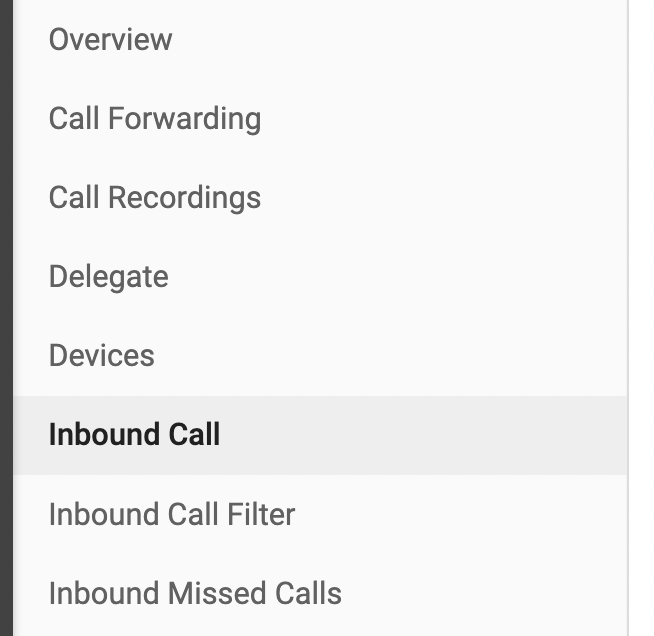 Overview
Call Forwarding
Call Recordings
Delegate
Devices
Inbound Call
Inbound Call Filter
Inbound Missed Calls